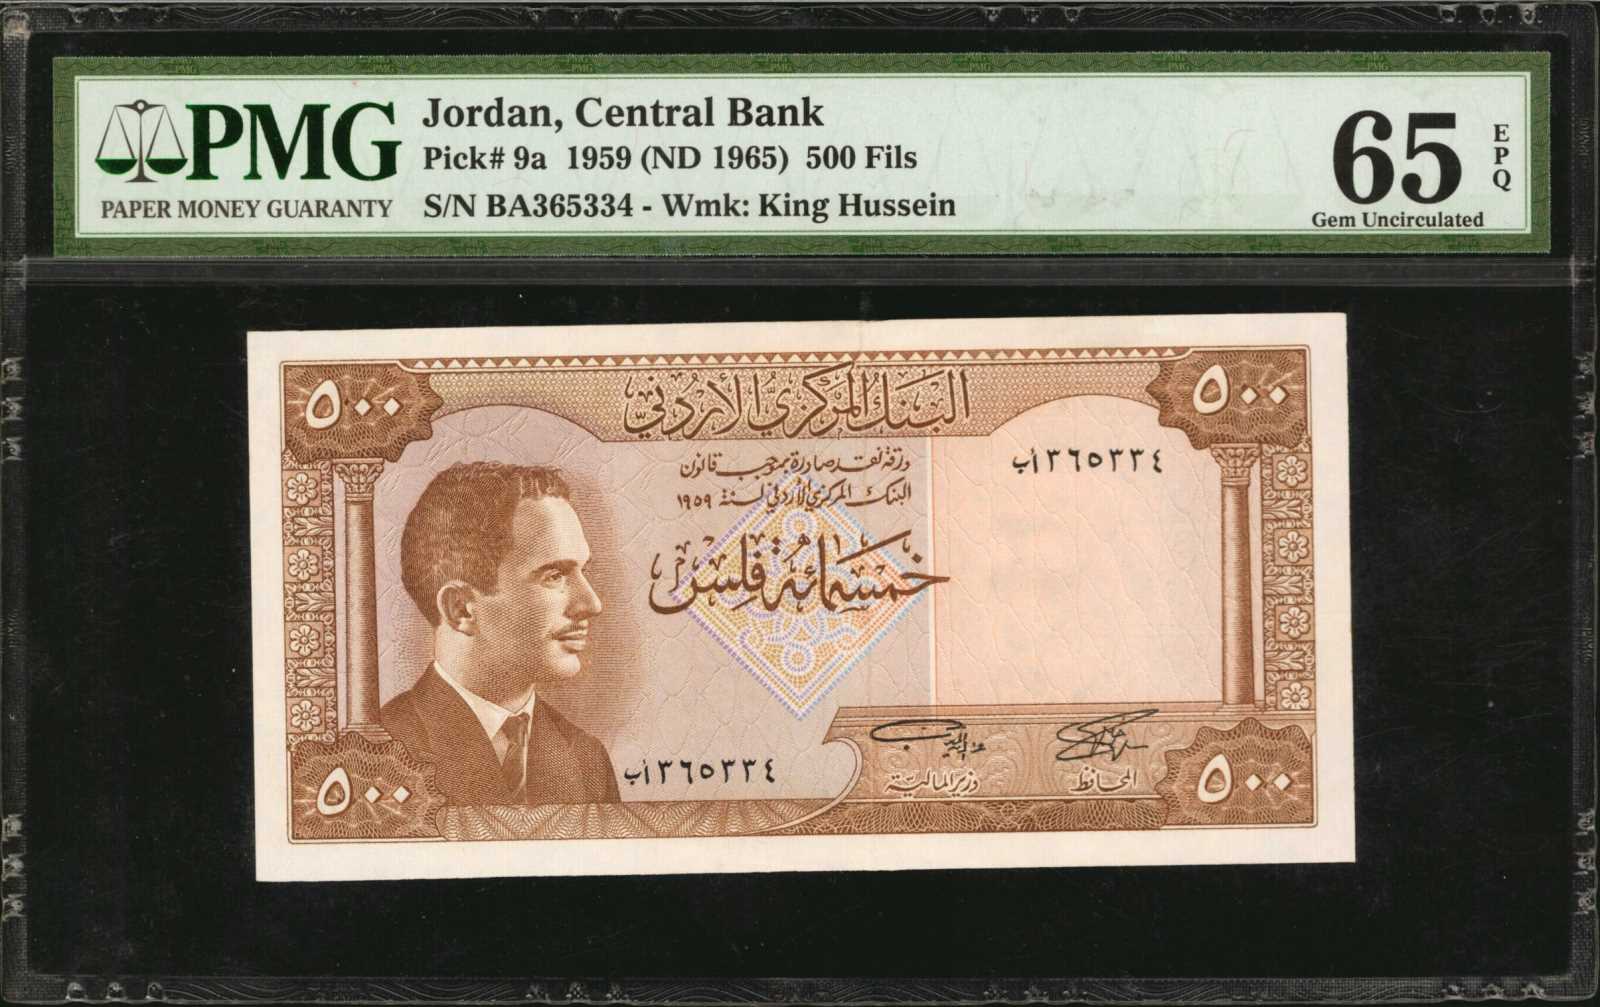 PMG
PAPER MONEY GUARANTY
Jordan, Central Bank
Pick# 9a 1959 (ND 1965) 500 Fils
S/N BA365334 - Wmk: King Hussein
65
EPQ
Gem Uncirculated
٥٠٠
البنك المركزي الأردني
٥٠٠
ورقة نقد صادرة بموجب قانون
البنك المركزي الأردني لسنة ١٩٥٩
أب٣٦٥٣٣٤
خمسمائة فلس
أب٣٦٥٣٣٤
وزير المالية
المحافظ
٥٠٠
٥٠٠